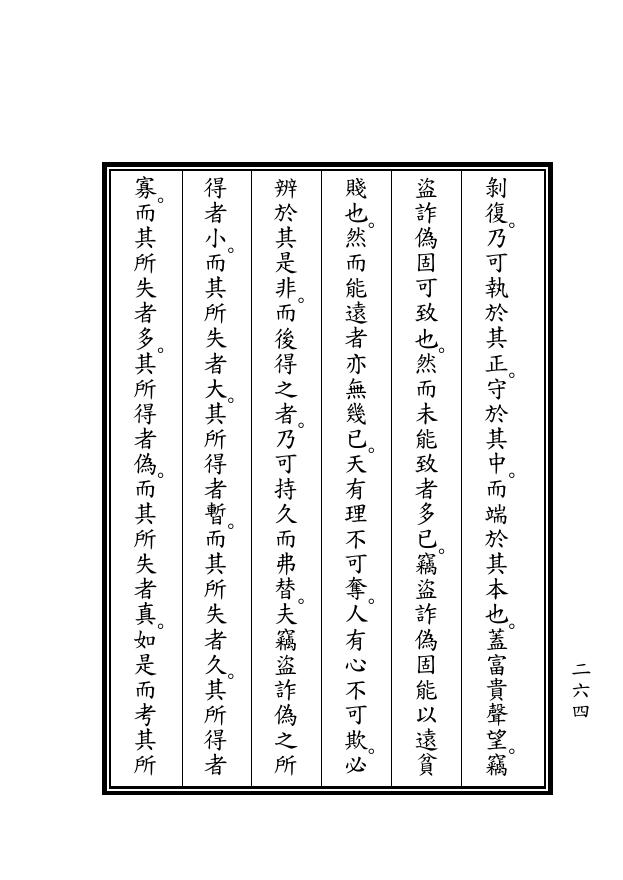 剝復。乃可執於其正。守於其中。而端於其本也。蓋富貴聲望。竊
盜詐偽固可致也。然而未能致者多已。竊盜詐偽固能以遠貧
賤也。然而能遠者亦無幾已。天有理不可奪。人有心不可欺。必
辨於其是非。而後得之者。乃可持久而弗替。夫竊盜詐偽之所
得者小。而其所失者大。其所得者暫。而其所失者久。其所得者
寡。而其所失者多。其所得者偽。而其所失者真。如是而考其所
二六四